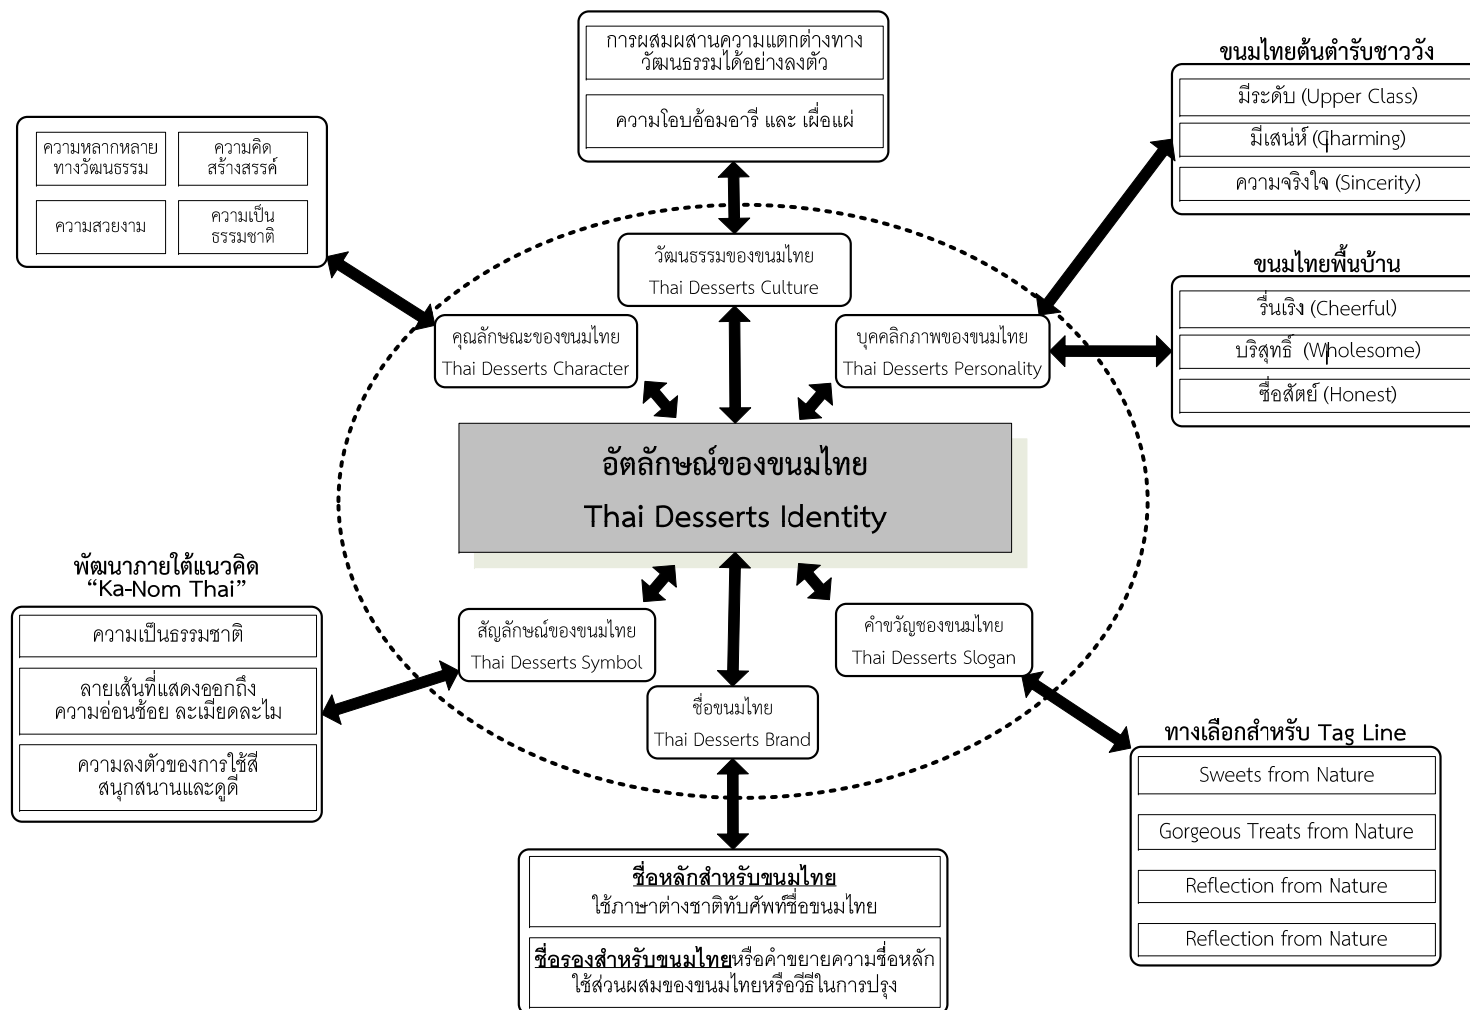 การผสมผสานความแตกต่างทาง
วัฒนธรรมได้อย่างลงตัว
ความโอบอ้อมอารี และ เผื่อแผ่
ขนมไทยต้นตำรับชาววัง
มีระดับ (Upper Class)
มีเสน่ห์ (Charming)
ความจริงใจ (Sincerity)
ความหลากหลาย
ทางวัฒนธรรม
ความคิด
สร้างสรรค์
ความสวยงาม
ความเป็น
ธรรมชาติ
วัฒนธรรมของขนมไทย
Thai Desserts Culture
ขนมไทยพื้นบ้าน
รื่นเริง (Cheerful)
บริสุทธิ์ (Wholesome)
ซื่อสัตย์ (Honest)
คุณลักษณะของขนมไทย
Thai Desserts Character
บุคคลิกภาพของขนมไทย
Thai Desserts Personality
อัตลักษณ์ของขนมไทย
Thai Desserts Identity
พัฒนาภายใต้แนวคิด
“Ka-Nom Thai”
ความเป็นธรรมชาติ
ลายเส้นที่แสดงออกถึง
ความอ่อนช้อย ละเมียดละไม
ความลงตัวของการใช้สี
สนุกสนานและดูดี
สัญลักษณ์ของขนมไทย
Thai Desserts Symbol
คำขวัญชองขนมไทย
Thai Desserts Slogan
ชื่อขนมไทย
Thai Desserts Brand
ทางเลือกสำหรับ Tag Line
Sweets from Nature
Gorgeous Treats from Nature
Reflection from Nature
Reflection from Nature
ชื่อหลักสำหรับขนมไทย
ใช้ภาษาต่างชาติทับศัพท์ชื่อขนมไทย
ชื่อรองสำหรับขนมไทยหรือคำขยายความชื่อหลัก
ใช้ส่วนผสมของขนมไทยหรือวีธีในการปรุง